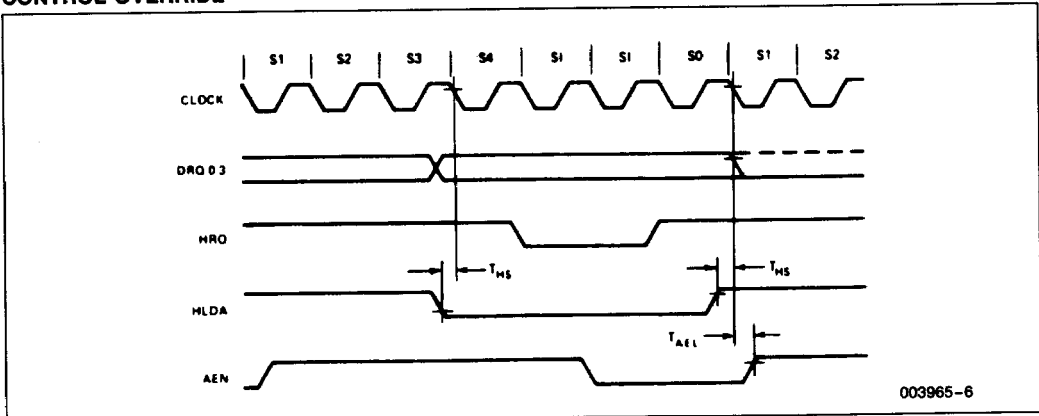 CONTROL OVERRIDE
S1 S2 S3 S4 SI SI S0 S1 S2
CLOCK
DRQ 0 3
HRQ
THS THS
HLDA
TAEL
AEN
003965-6